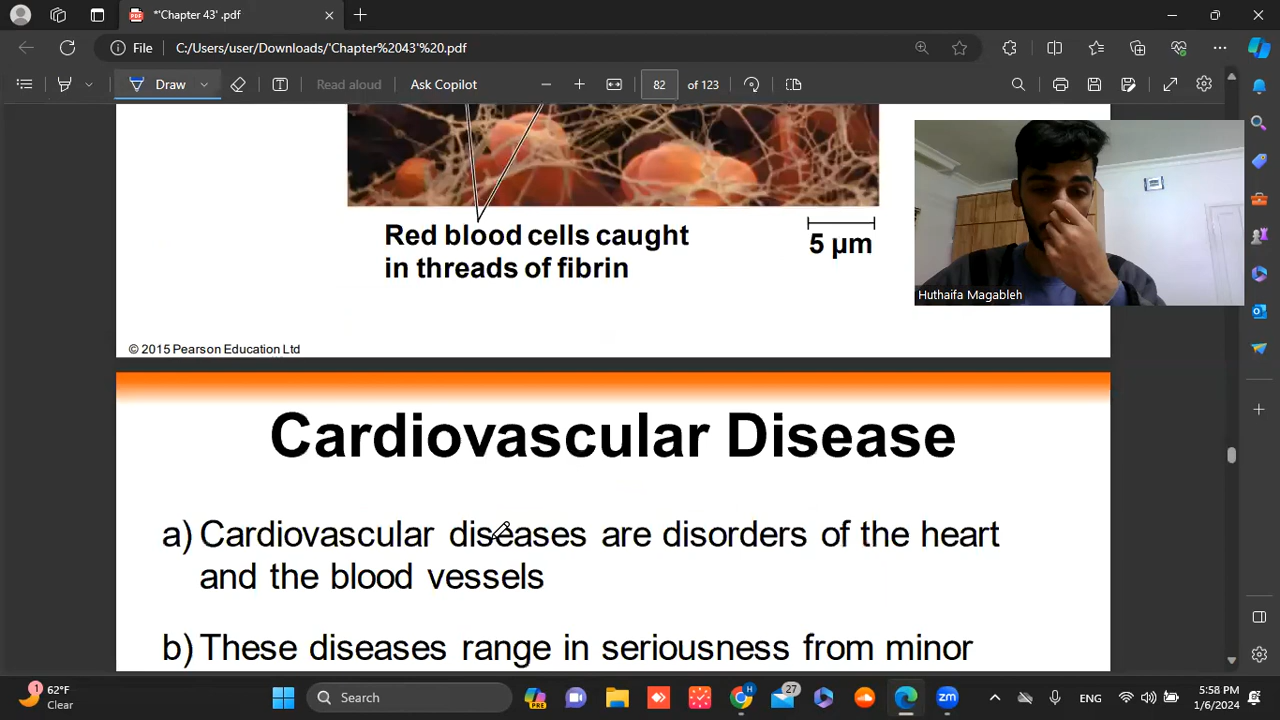 *'Chapter 43' .pdf
File
C:/Users/user/Downloads/'Chapter%2043'%20.pdf
Draw
Read aloud
Ask Copilot
82 of 123
Red blood cells caught
in threads of fibrin
5 µm
Huthaifa Magableh
© 2015 Pearson Education Ltd
Cardiovascular Disease
a) Cardiovascular diseases are disorders of the heart
and the blood vessels
b) These diseases range in seriousness from minor
1
62°F
Clear
Search
PRE
27
ENG
5:58 PM
1/6/2024